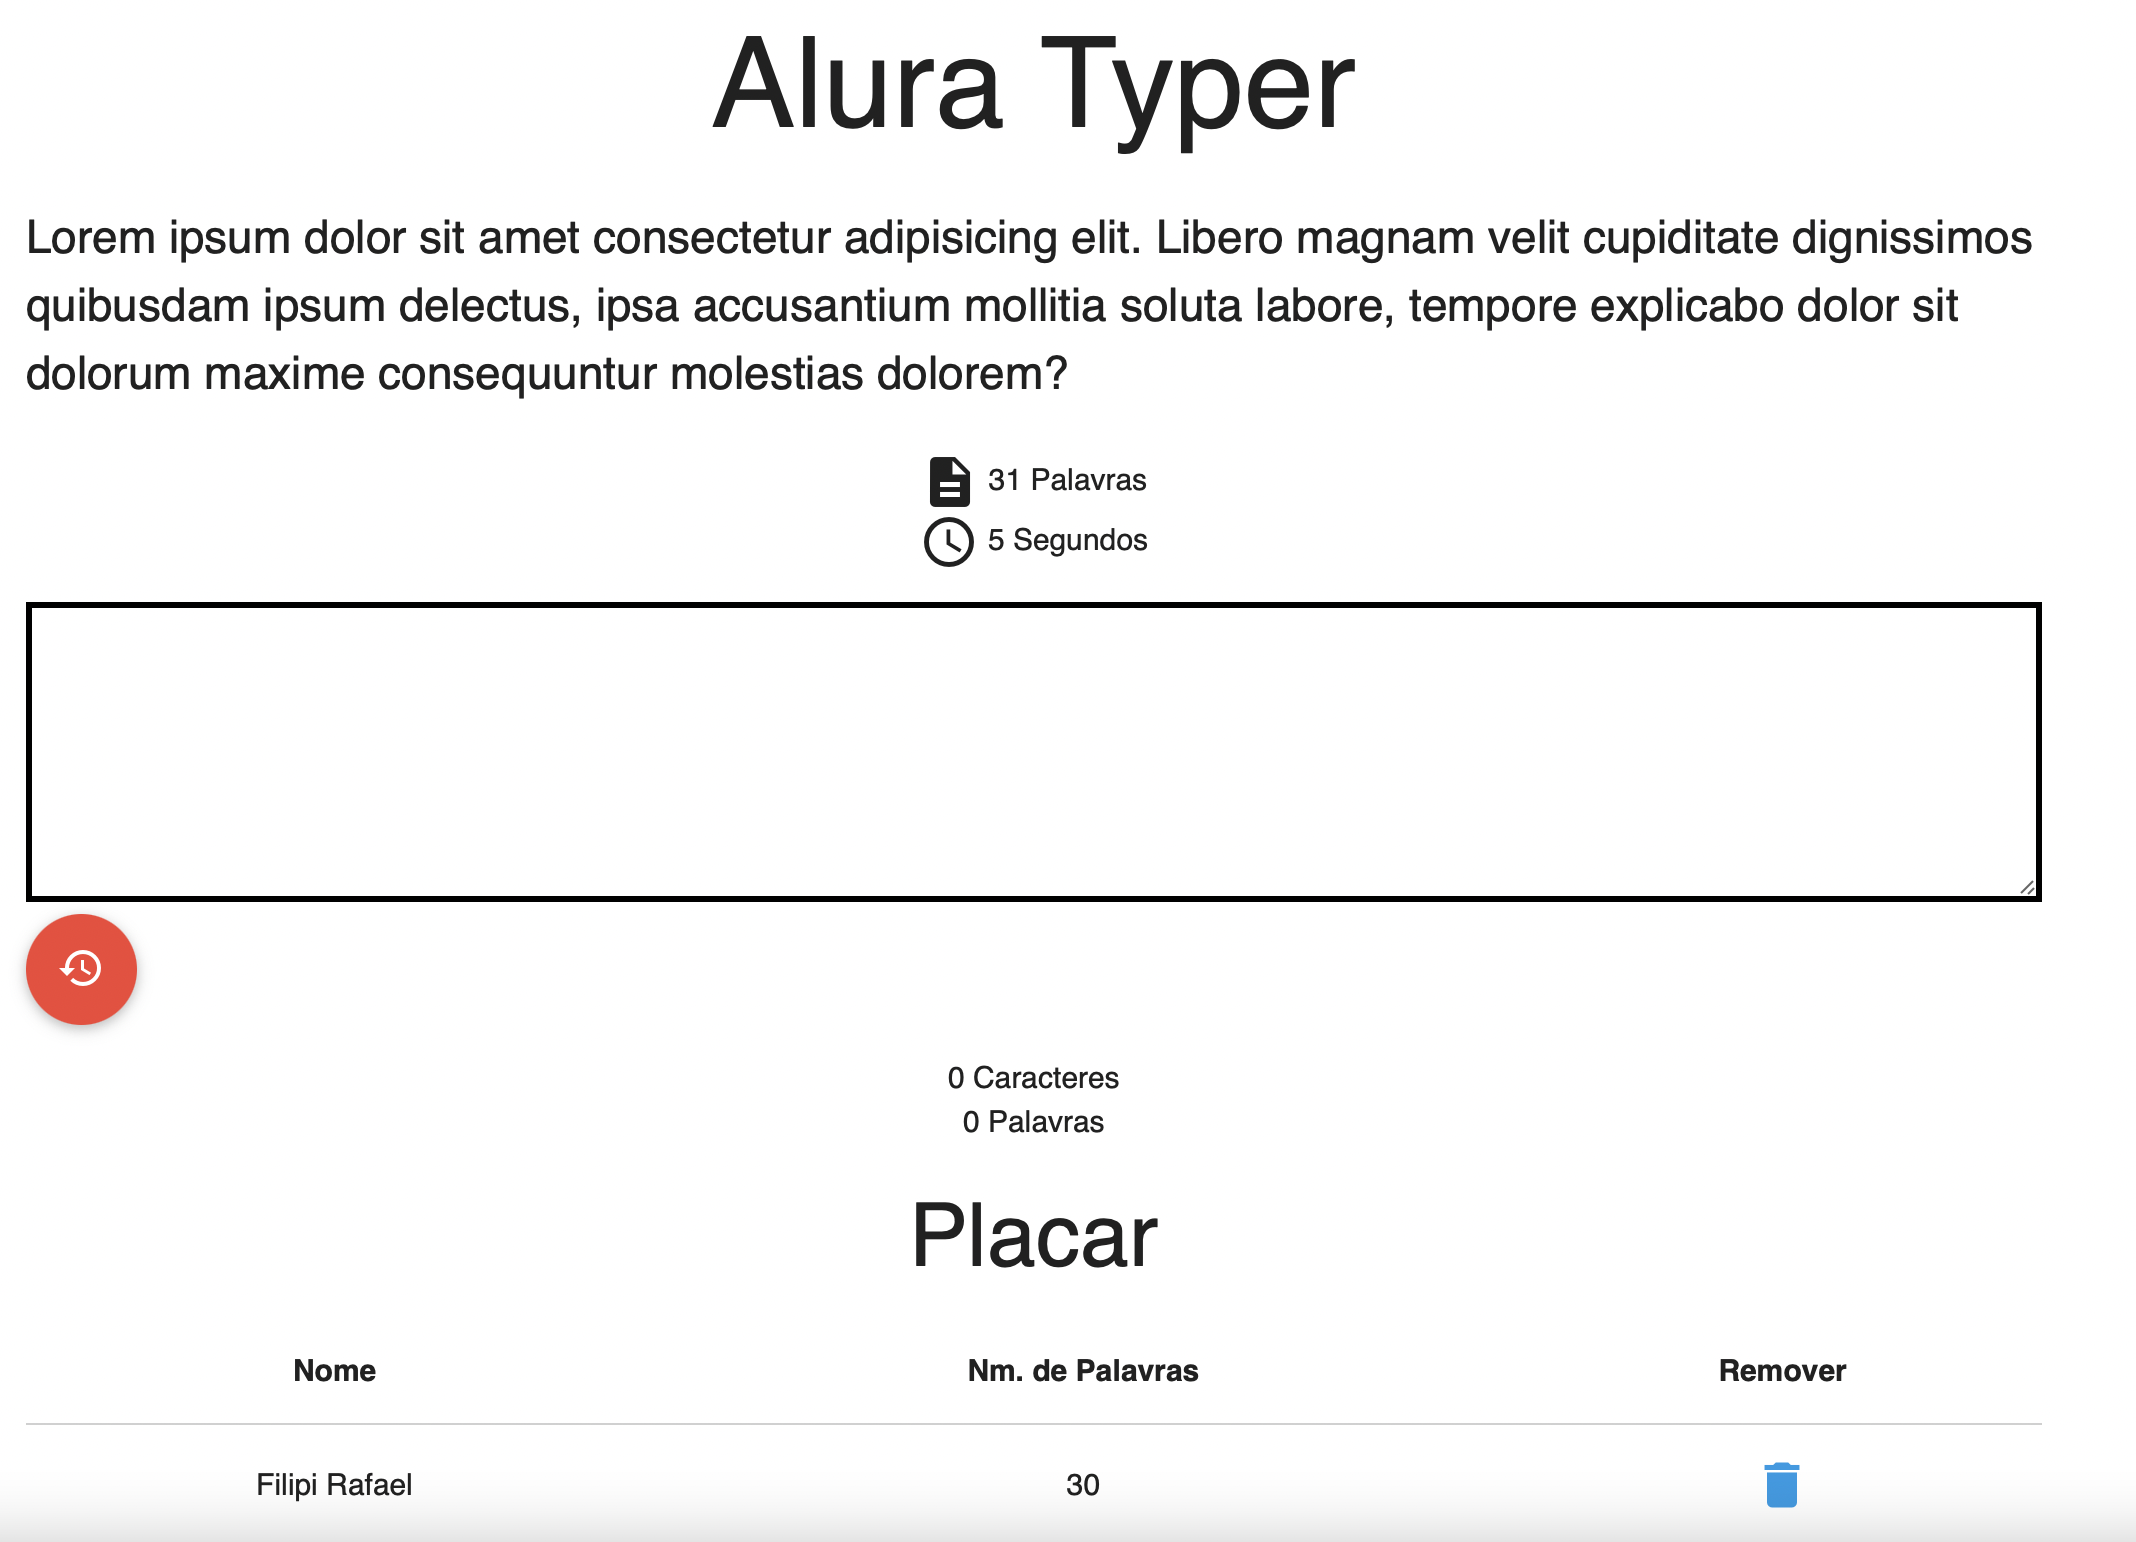 Alura Typer
Lorem ipsum dolor sit amet consectetur adipisicing elit. Libero magnam velit cupiditate dignissimos
quibusdam ipsum delectus, ipsa accusantium mollitia soluta labore, tempore explicabo dolor sit
dolorum maxime consequuntur molestias dolorem?
31 Palavras
5 Segundos
0 Caracteres
0 Palavras
Placar
Nome Nm. de Palavras Remover
Filipi Rafael 30